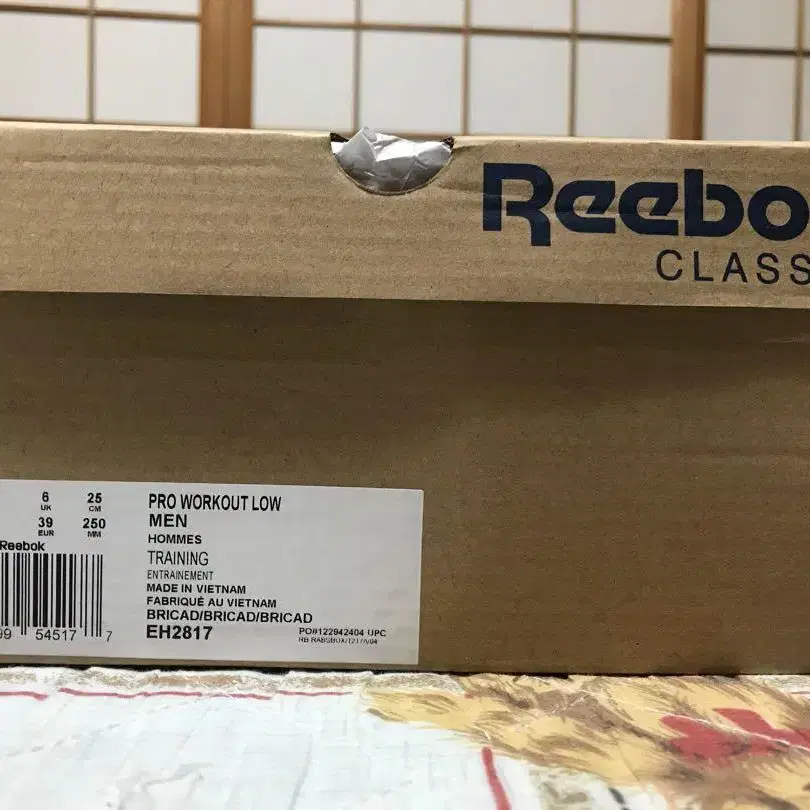 Reebo
CLASS
6 25
UK CM
39 250
EUR MM
Reebok
99 54517 7
PRO WORKOUT LOW
MEN
HOMMES
TRAINING
ENTRAINEMENT
MADE IN VIETNAM
FABRIQUÉ AU VIETNAM
BRICAD/BRICAD/BRICAD
EH2817
PO#122942404 UPC